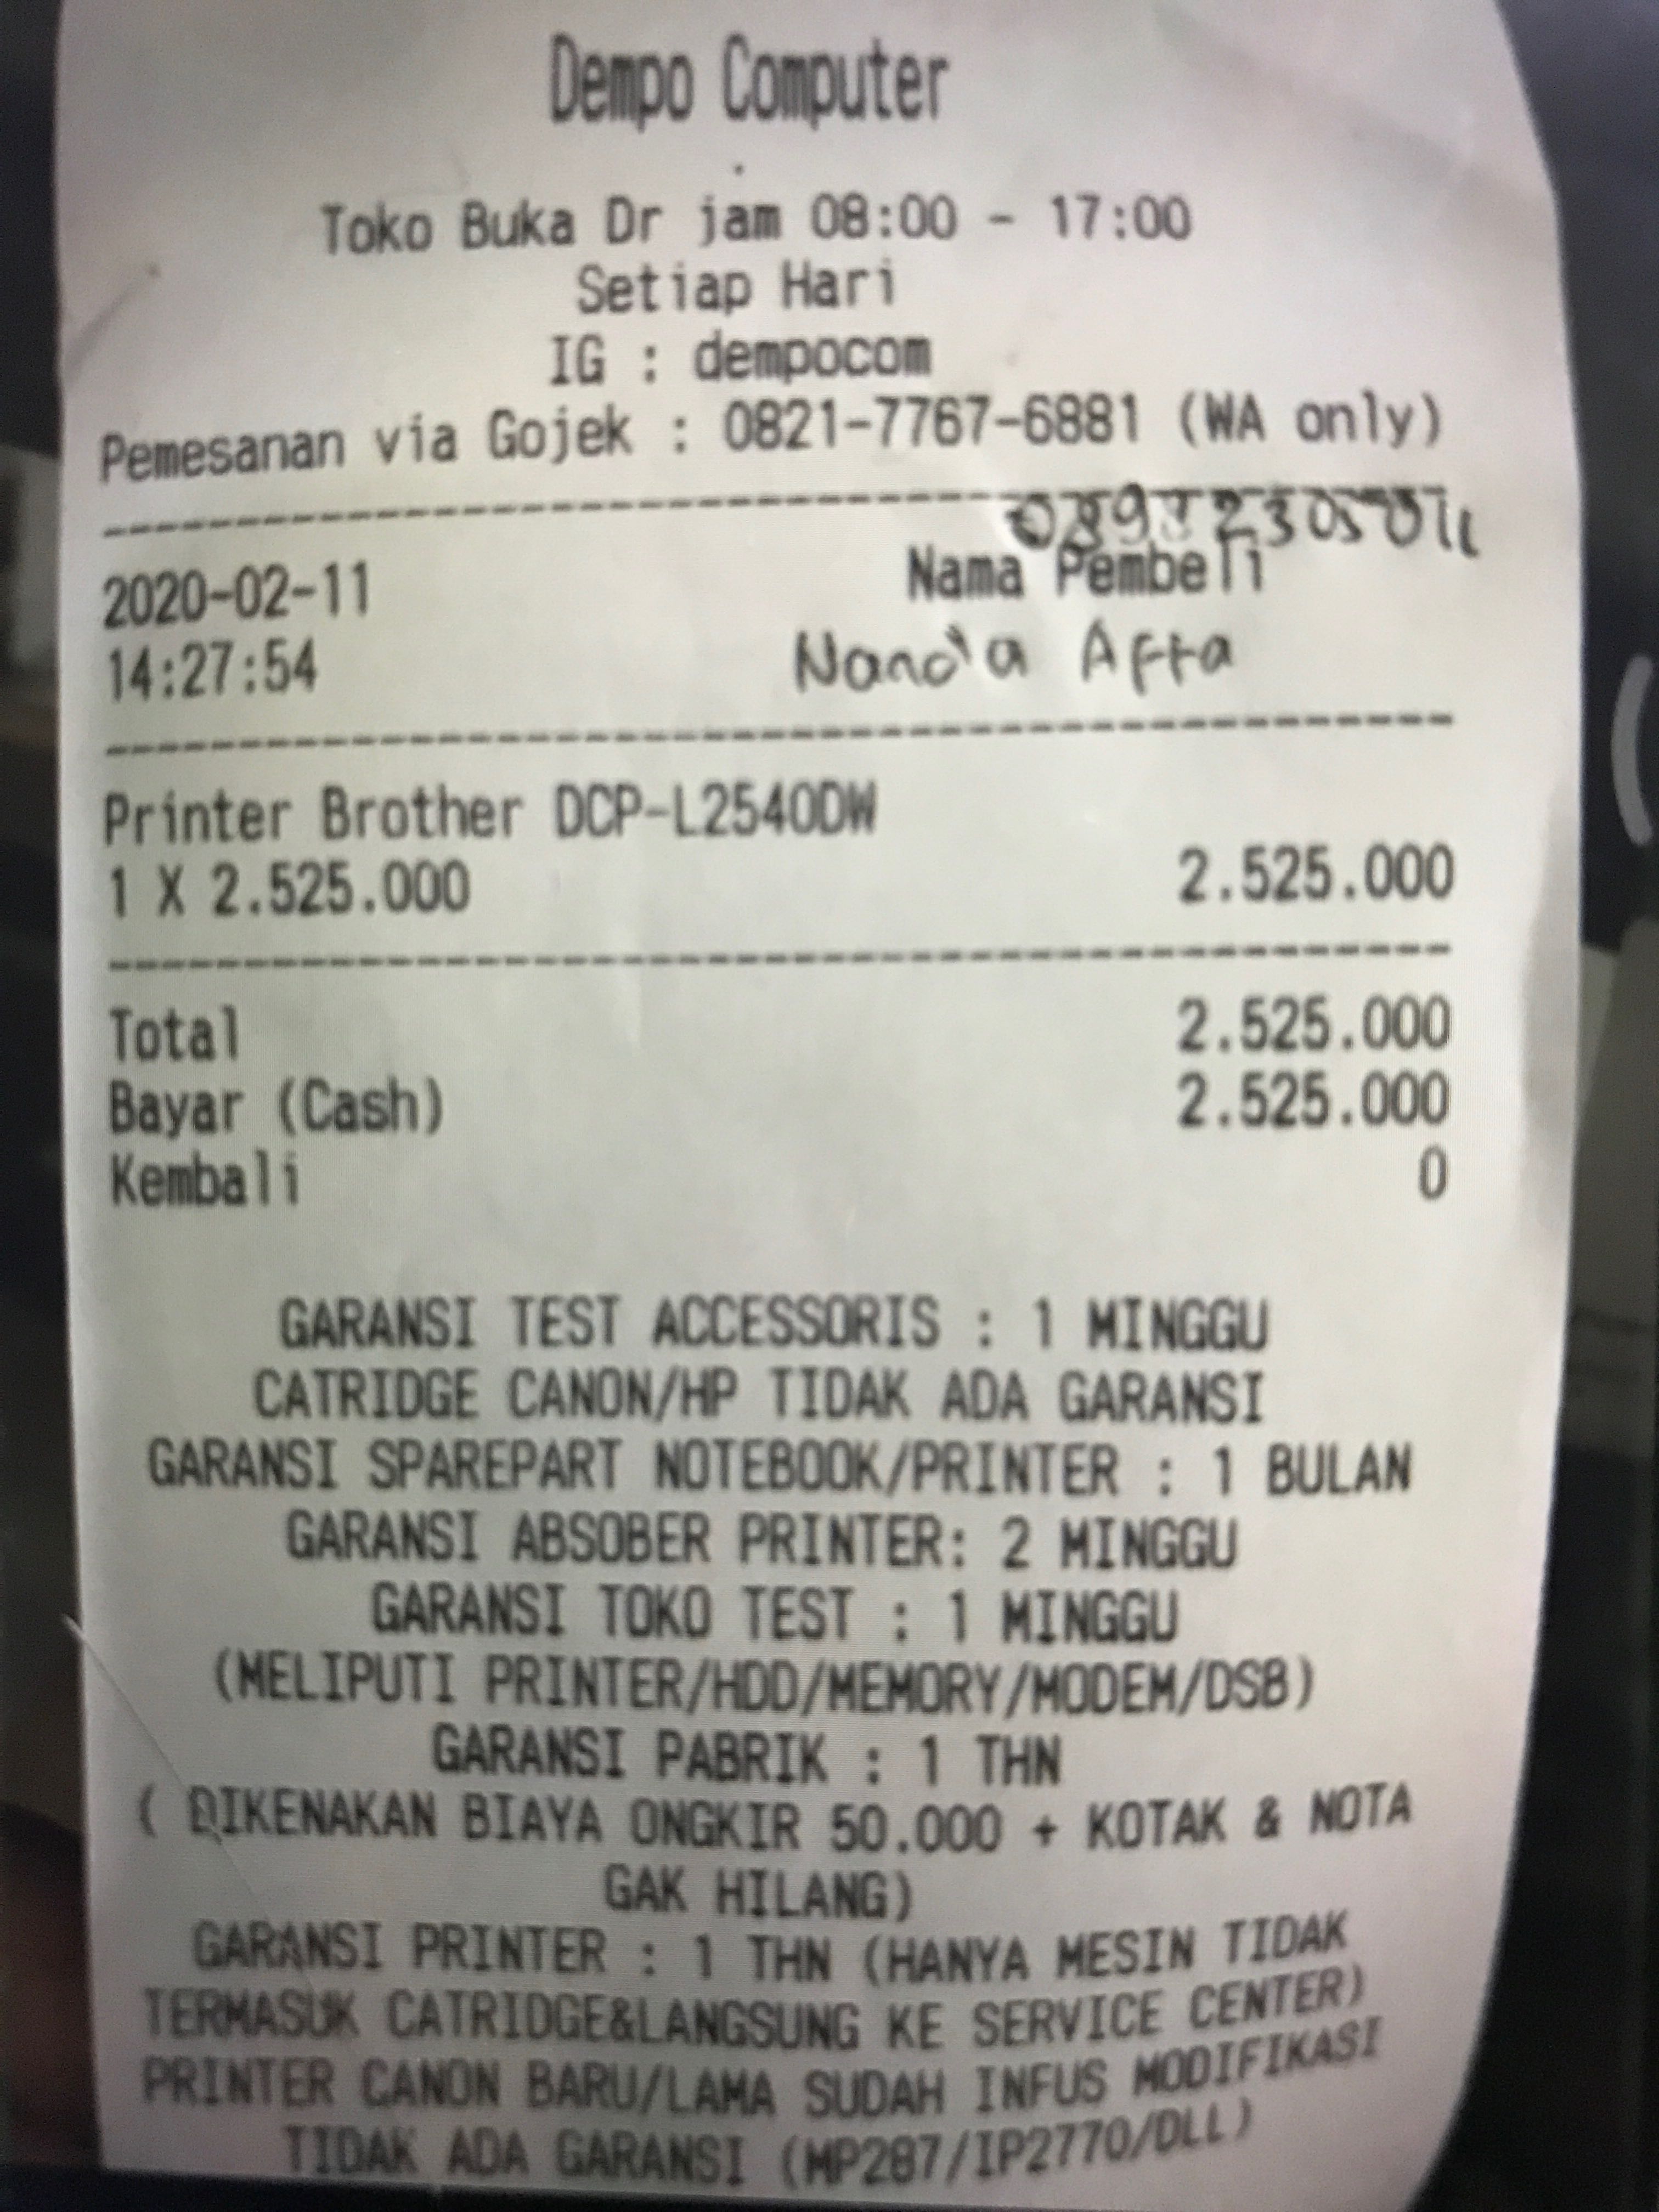 Dempo Computer
.
Toko Buka Dr jam 08:00 - 17:00
Setiap Hari
IG : dempocom
Pemesanan via Gojek : 0821-7767-6881 (WA only)
2020-02-11 Nama Pembeli
14:27:54 Nanda Afta
Printer Brother DCP-L2540DW
1 X 2.525.000 2.525.000
Total 2.525.000
Bayar (Cash) 2.525.000
Kembali 0
GARANSI TEST ACCESSORIS : 1 MINGGU
CATRIDGE CANON/HP TIDAK ADA GARANSI
GARANSI SPAREPART NOTEBOOK/PRINTER : 1 BULAN
GARANSI ABSOBER PRINTER: 2 MINGGU
GARANSI TOKO TEST : 1 MINGGU
(MELIPUTI PRINTER/HDD/MEMORY/MODEM/DSB)
GARANSI PABRIK : 1 THN
( DIKENAKAN BIAYA ONGKIR 50.000 + KOTAK & NOTA
GAK HILANG)
GARANSI PRINTER : 1 THN (HANYA MESIN TIDAK
TERMASUK CATRIDGE&LANGSUNG KE SERVICE CENTER)
PRINTER CANON BARU/LAMA SUDAH INFUS MODIFIKASI
TIDAK ADA GARANSI (MP287/IP2770/DLL)